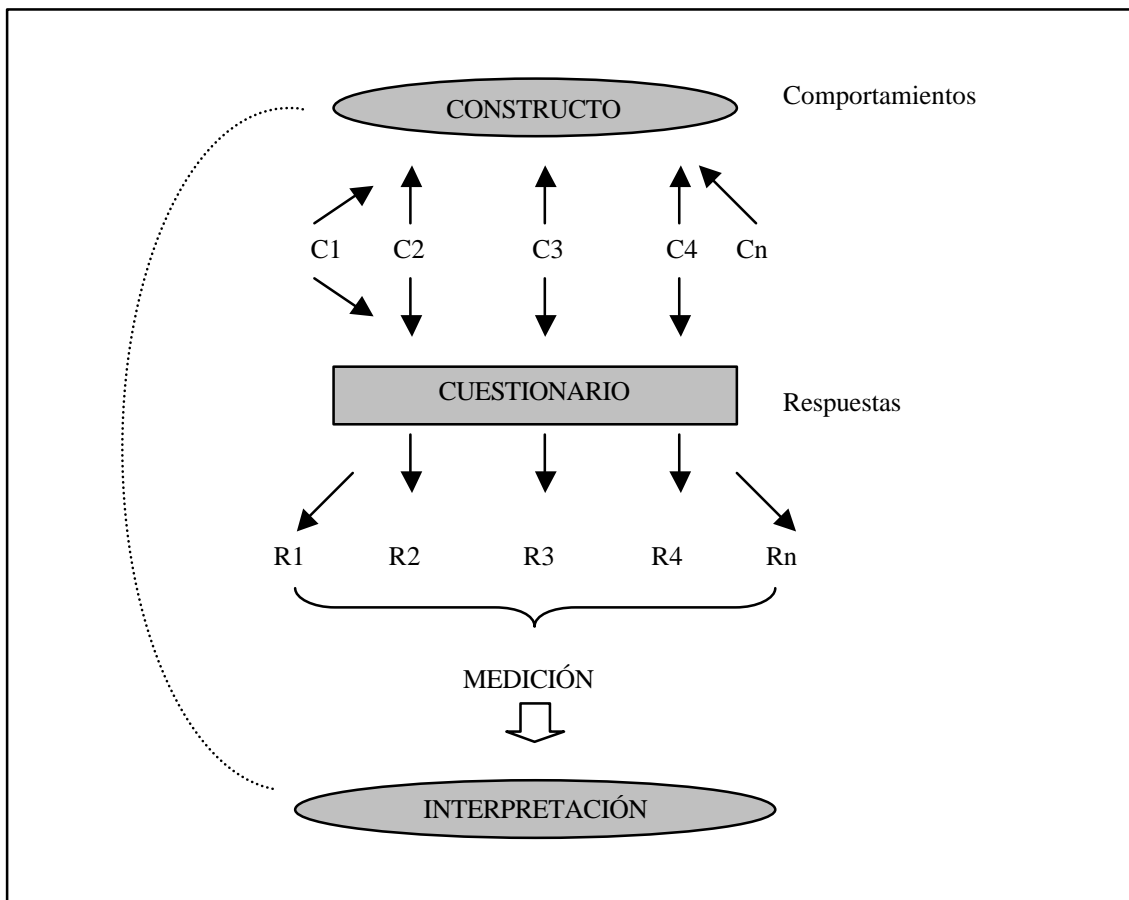 CONSTRUCTO
Comportamientos
C1 C2 C3 C4 Cn
CUESTIONARIO
Respuestas
R1 R2 R3 R4 Rn
MEDICIÓN
INTERPRETACIÓN